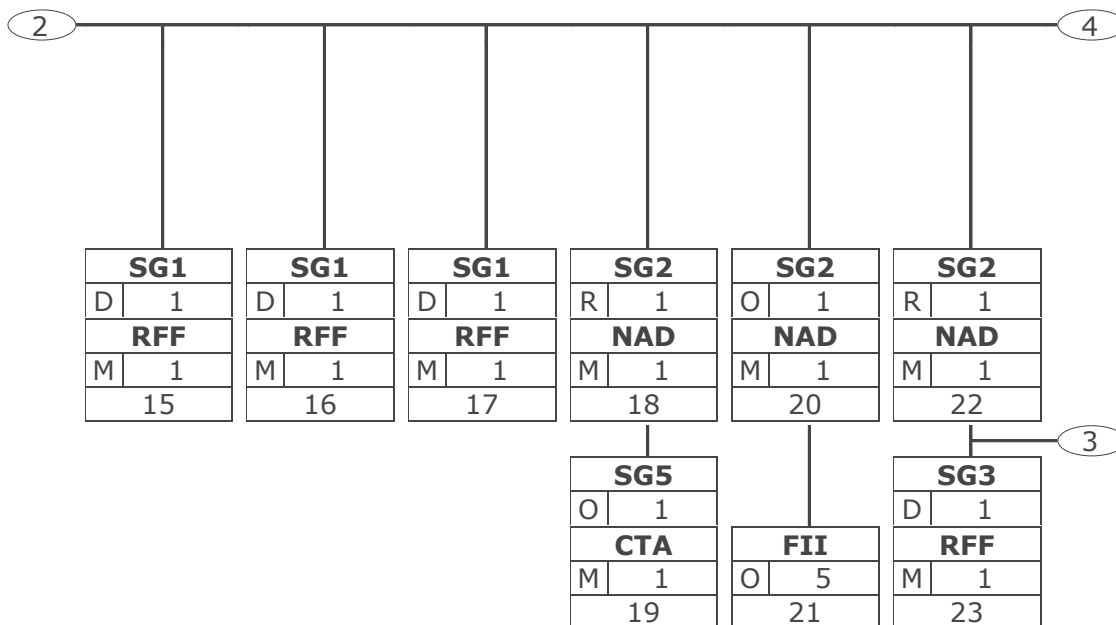 2 4
SG1 SG1 SG1 SG2 SG2 SG2
D 1 D 1 D 1 R 1 O 1 R 1
RFF RFF RFF NAD NAD NAD
M 1 M 1 M 1 M 1 M 1 M 1
15 16 17 18 20 22
3
SG5 SG3
O 1 D 1
CTA FII RFF
M 1 O 5 M 1
19 21 23